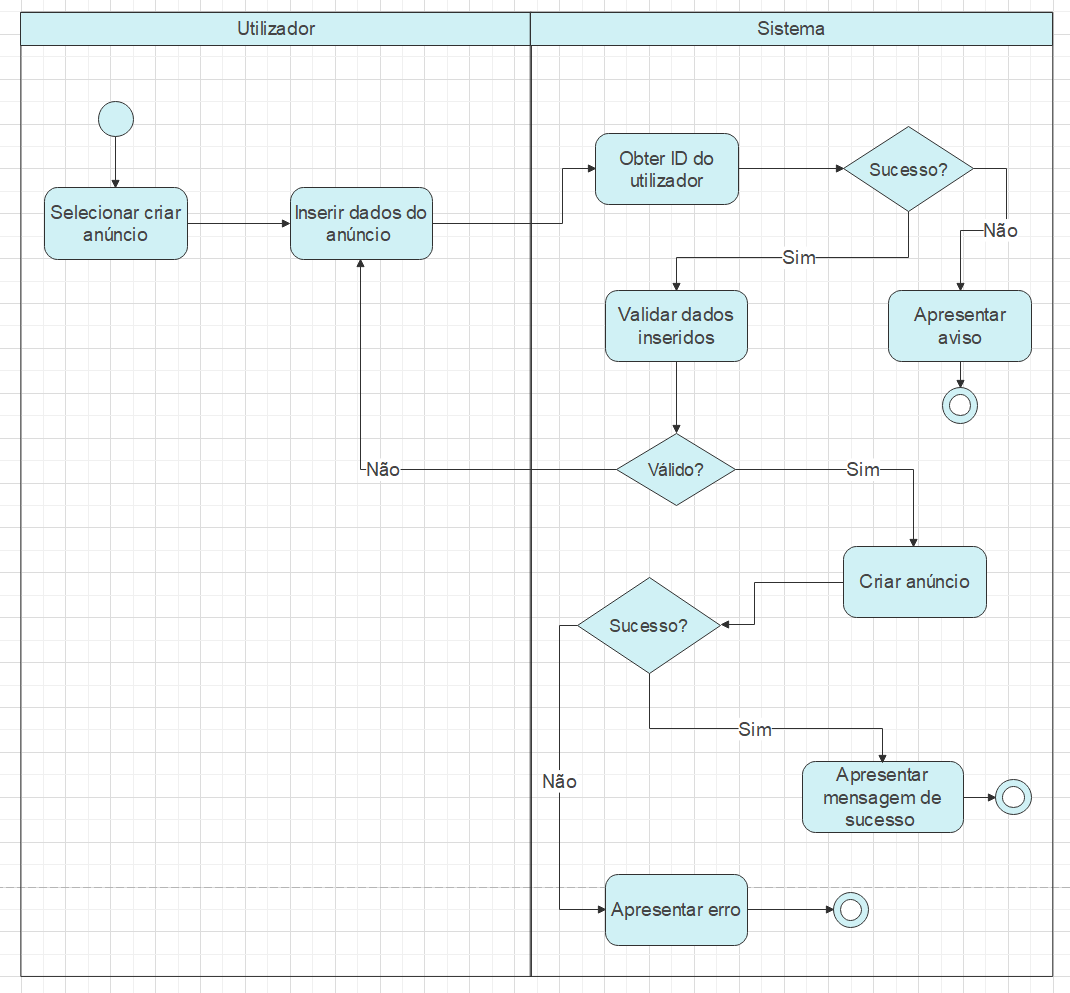 Utilizador
Sistema
Obter ID do
utilizador
Sucesso?
Selecionar criar
anúncio
Inserir dados do
anúncio
Não
Sim
Validar dados
inseridos
Apresentar
aviso
Não
Válido?
Sim
Criar anúncio
Sucesso?
Sim
Não
Apresentar
mensagem de
sucesso
Apresentar erro